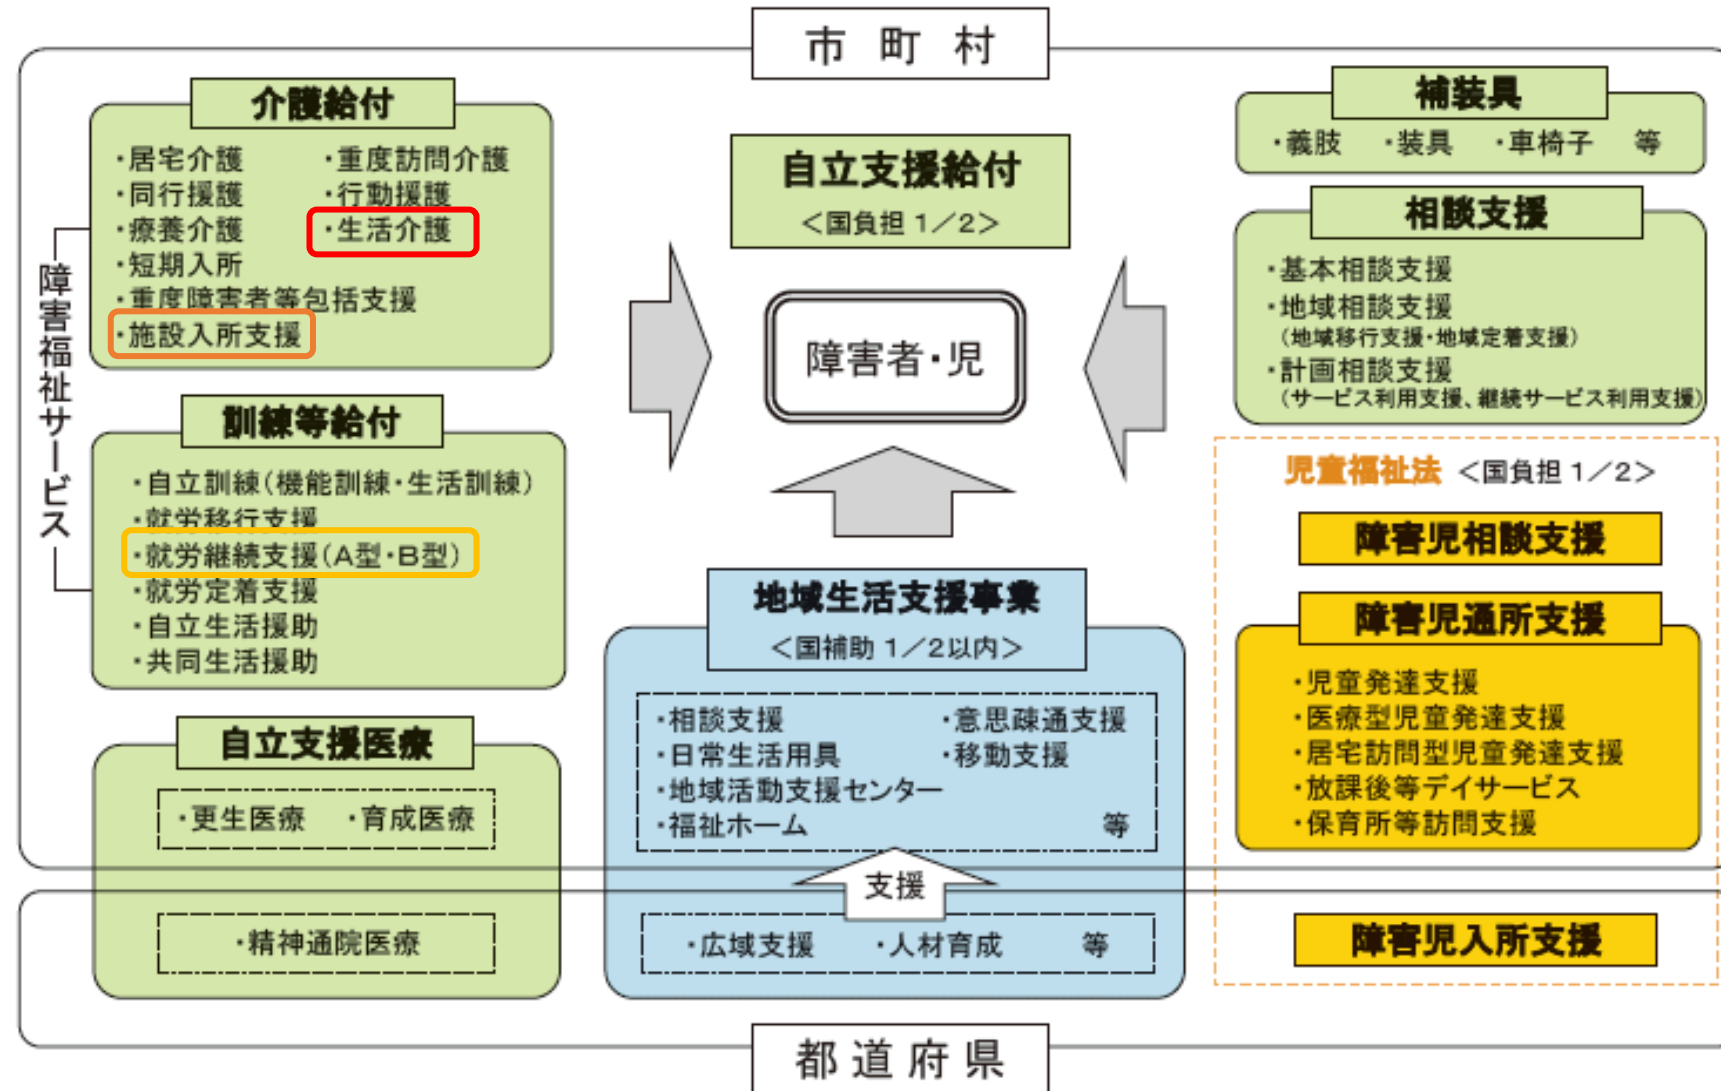 市町村
介護給付
・居宅介護 ・重度訪問介護
・同行援護 ・行動援護
・療養介護 ・生活介護
・短期入所
・重度障害者等包括支援
・施設入所支援
障害福祉サービス
訓練等給付
・自立訓練(機能訓練・生活訓練)
・就労移行支援
・就労継続支援(A型・B型)
・就労定着支援
・自立生活援助
・共同生活援助
自立支援医療
・更生医療 ・育成医療
・精神通院医療
自立支援給付
<国負担 1/2>
障害者・児
地域生活支援事業
<国補助 1/2以内>
・相談支援 ・意思疎通支援
・日常生活用具 ・移動支援
・地域活動支援センター
・福祉ホーム 等
支援
・広域支援 ・人材育成 等
補装具
・義肢 ・装具 ・車椅子 等
相談支援
・基本相談支援
・地域相談支援
(地域移行支援・地域定着支援)
・計画相談支援
(サービス利用支援、継続サービス利用支援)
児童福祉法 <国負担 1/2>
障害児相談支援
障害児通所支援
・児童発達支援
・医療型児童発達支援
・居宅訪問型児童発達支援
・放課後等デイサービス
・保育所等訪問支援
障害児入所支援
都道府県